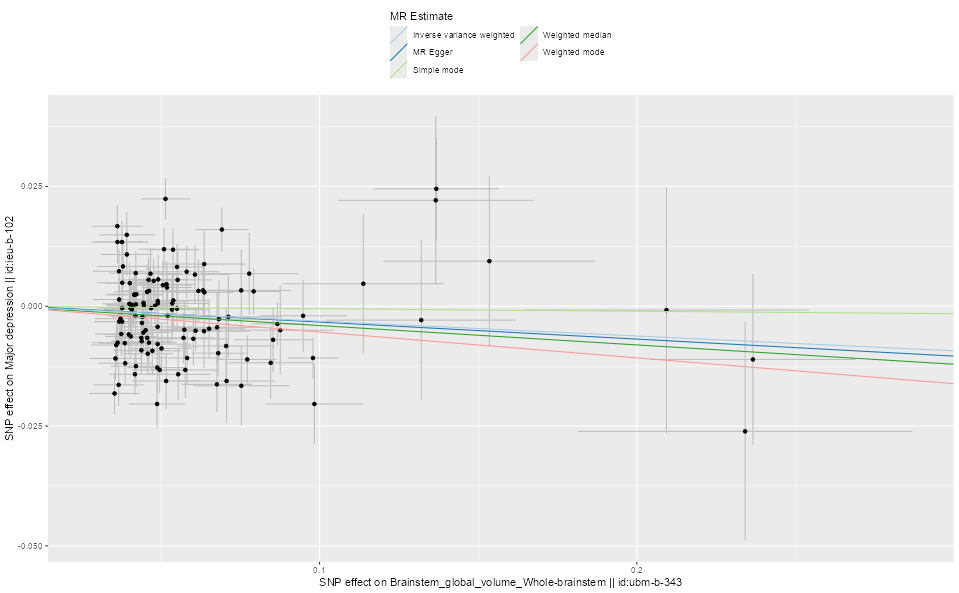 MR Estimate
Inverse variance weighted
Weighted median
MR Egger
Weighted mode
Simple mode
SNP effect on Major depression || id:ieu-b-102
0.025
0.000
-0.025
-0.050
0.1
0.2
SNP effect on Brainstem_global_volume_Whole-brainstem || id:ubm-b-343